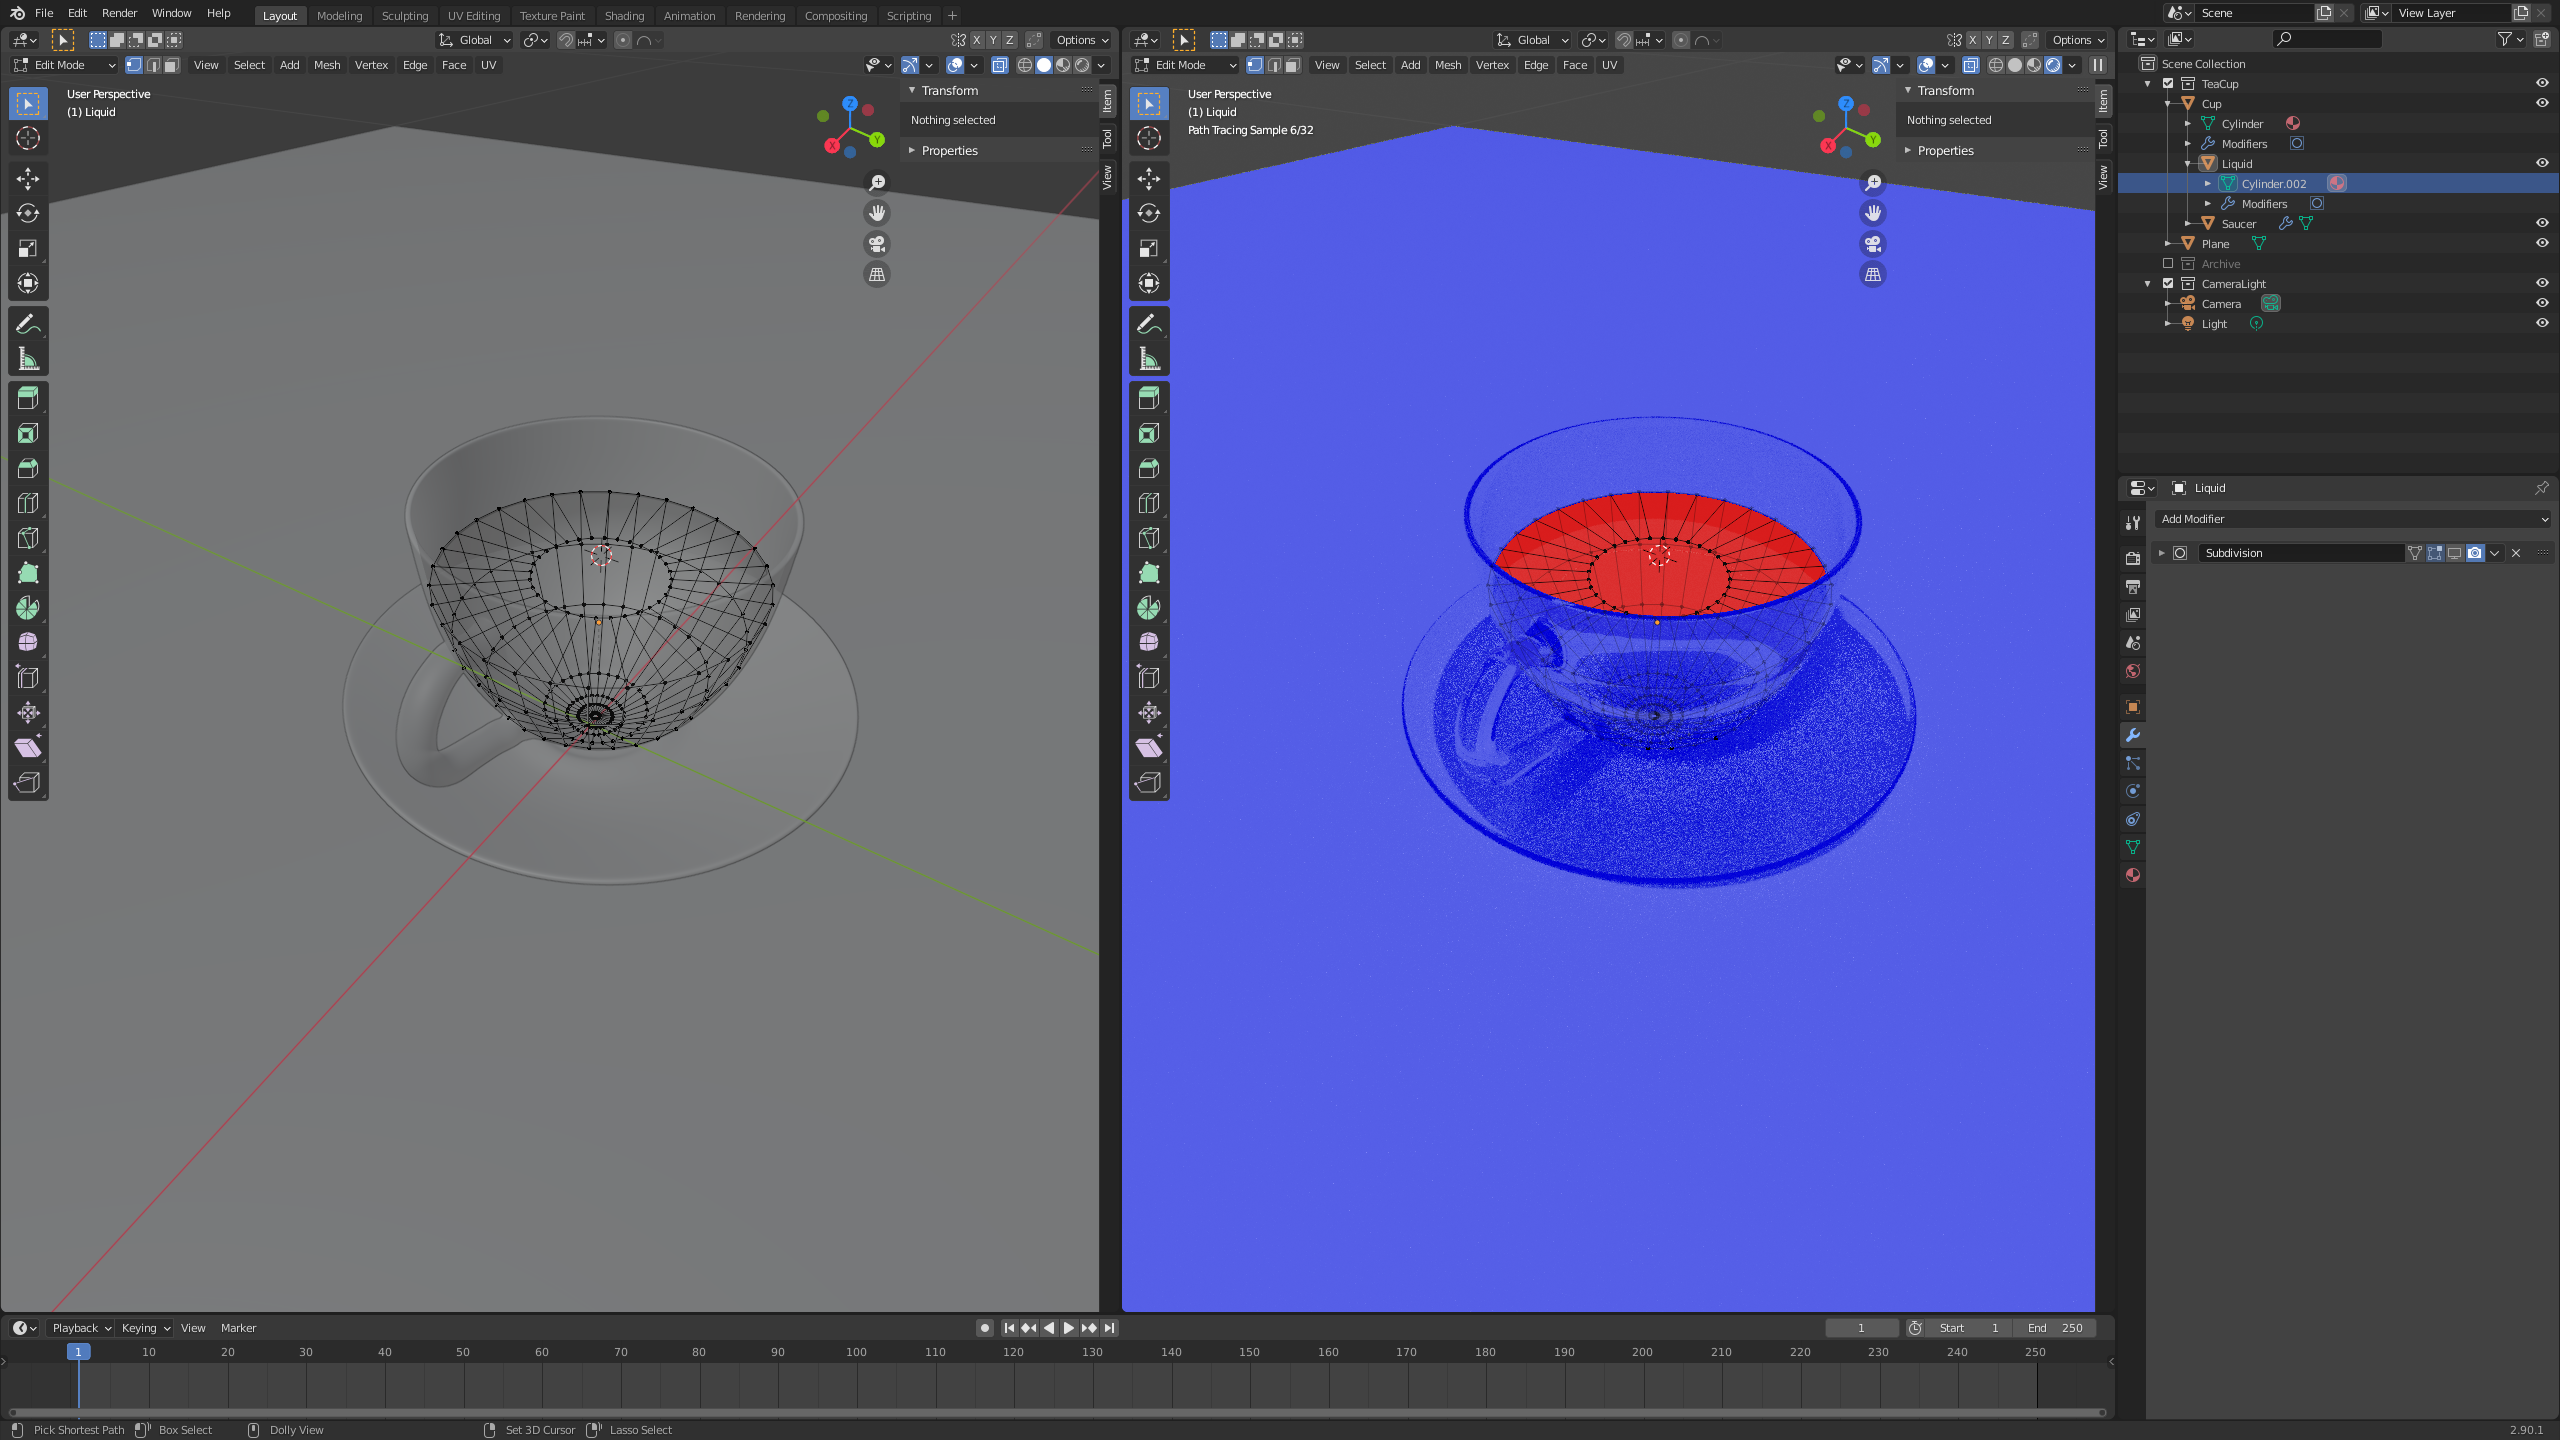 File Edit Render Window Help Layout Modeling Sculpting UV Editing Texture Paint Shading Animation Rendering Compositing Scripting + Scene View Layer
Global Options X Y Z
Edit Mode View Select Add Mesh Vertex Edge Face UV
User Perspective
(1) Liquid
Z
Y
X
Transform
Nothing selected
Properties
Item
Tool
View
Global Options X Y Z
Edit Mode View Select Add Mesh Vertex Edge Face UV
User Perspective
(1) Liquid
Path Tracing Sample 6/32
Z
Y
X
Transform
Nothing selected
Properties
Item
Tool
View
Scene Collection
TeaCup
Cup
Cylinder
Modifiers
Liquid
Cylinder.002
Modifiers
Saucer
Plane
Archive
CameraLight
Camera
Light
Liquid
Add Modifier
Subdivision
Playback Keying View Marker 1 Start 1 End 250
1 10 20 30 40 50 60 70 80 90 100 110 120 130 140 150 160 170 180 190 200 210 220 230 240 250
Pick Shortest Path Box Select Dolly View Set 3D Cursor Lasso Select 2.90.1